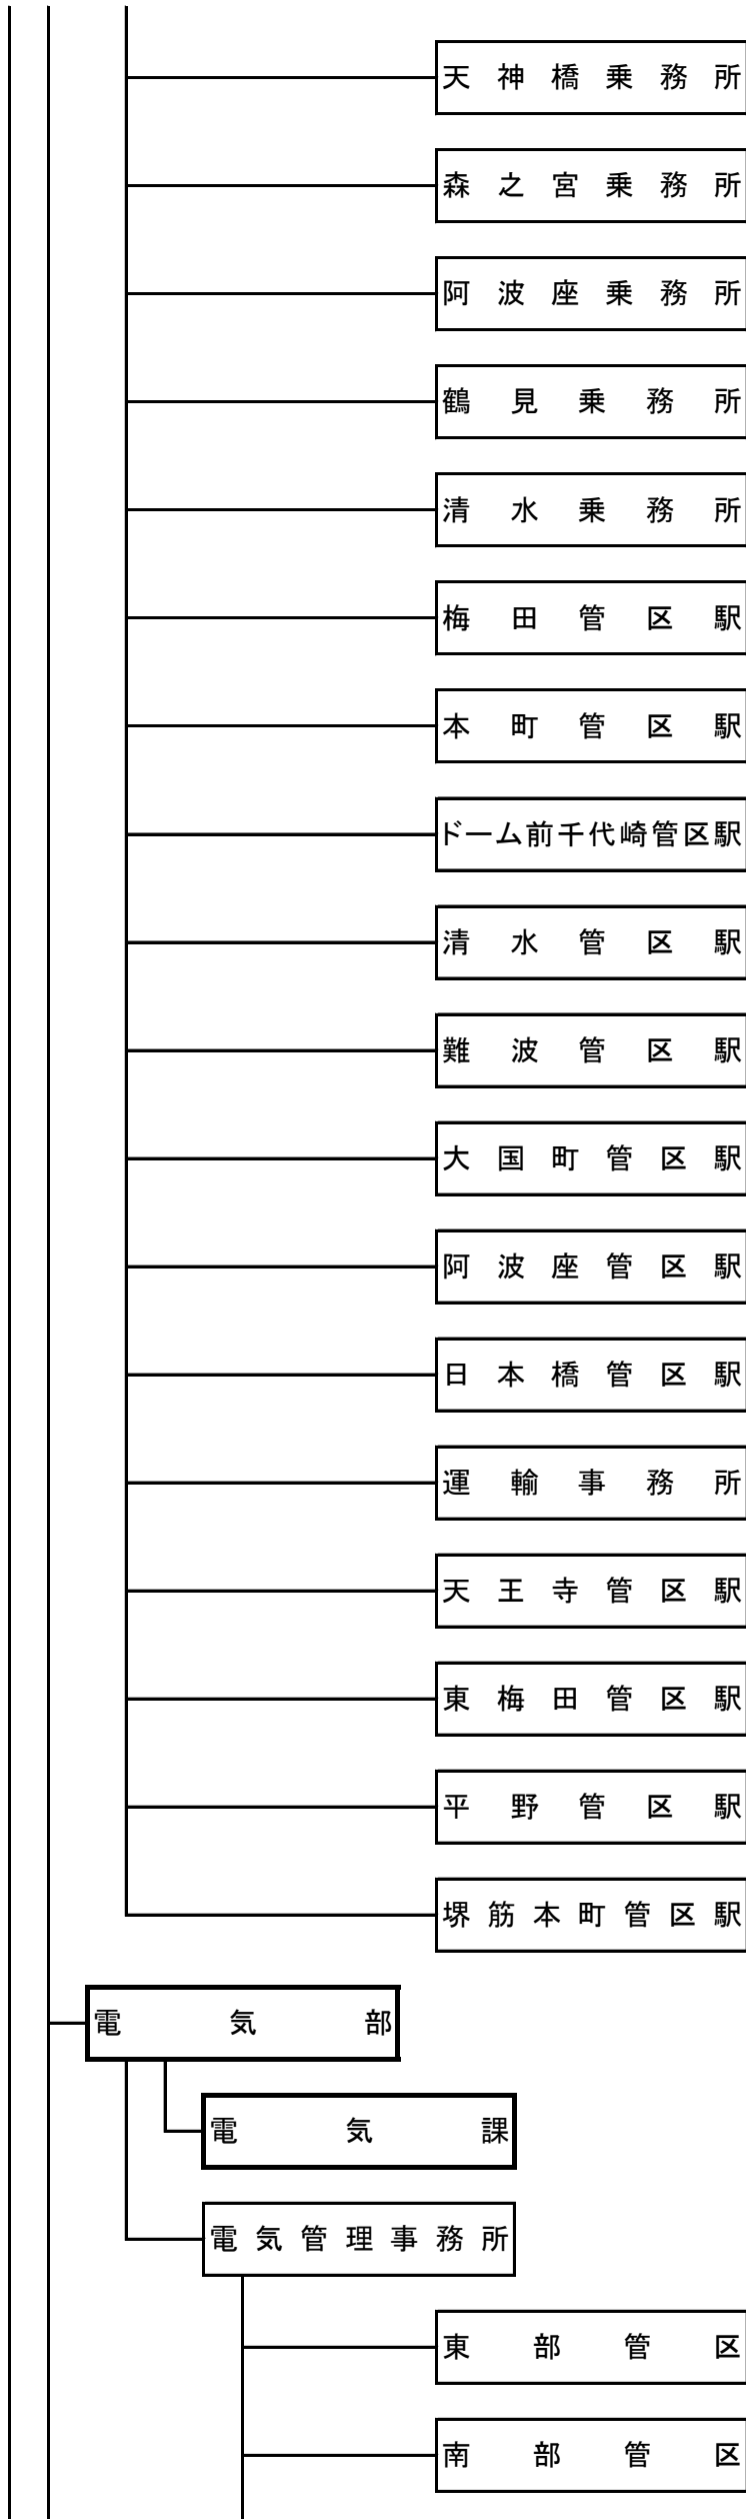 天神橋乗務所
森之宮乗務所
阿波座乗務所
鶴見乗務所
清水乗務所
梅田管区駅
本町管区駅
ドーム前千代崎管区駅
清水管区駅
難波管区駅
大国町管区駅
阿波座管区駅
日本橋管区駅
運輸事務所
天王寺管区駅
東梅田管区駅
平野管区駅
堺筋本町管区駅
電気部
電気課
電気管理事務所
東部管区
南部管区